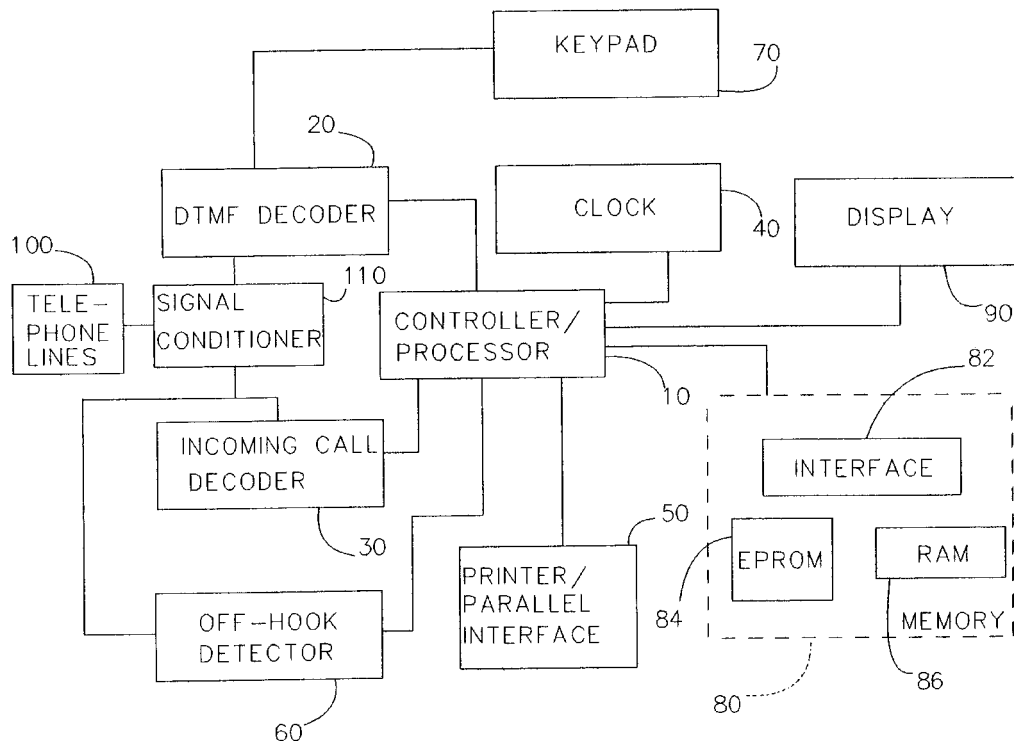 KEYPAD
70
20
DTMF DECODER
CLOCK
40
DISPLAY
90
100
TELE-
PHONE
LINES
110
SIGNAL
CONDITIONER
CONTROLLER/
PROCESSOR
10
82
INTERFACE
INCOMING CALL
DECODER
30
50
PRINTER/
PARALLEL
INTERFACE
EPROM
84
RAM
MEMORY
86
80
OFF-HOOK
DETECTOR
60